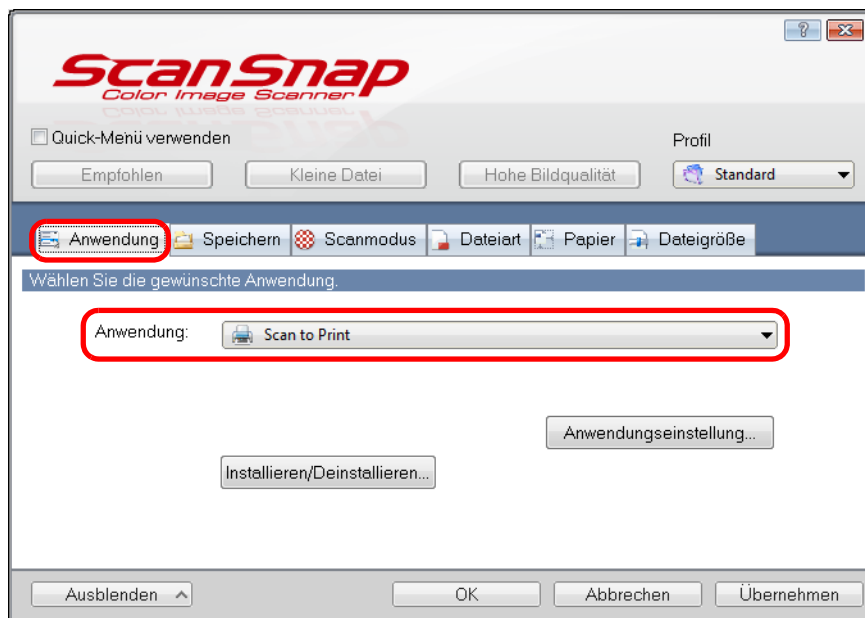 ScanSnap
Color Image Scanner
Quick-Menü verwenden
Profil
Empfohlen Kleine Datei Hohe Bildqualität Standard
Anwendung Speichern Scanmodus Dateiart Papier Dateigröße
Wählen Sie die gewünschte Anwendung.
Anwendung: Scan to Print
Anwendungseinstellung...
Installieren/Deinstallieren...
Ausblenden OK Abbrechen Übernehmen